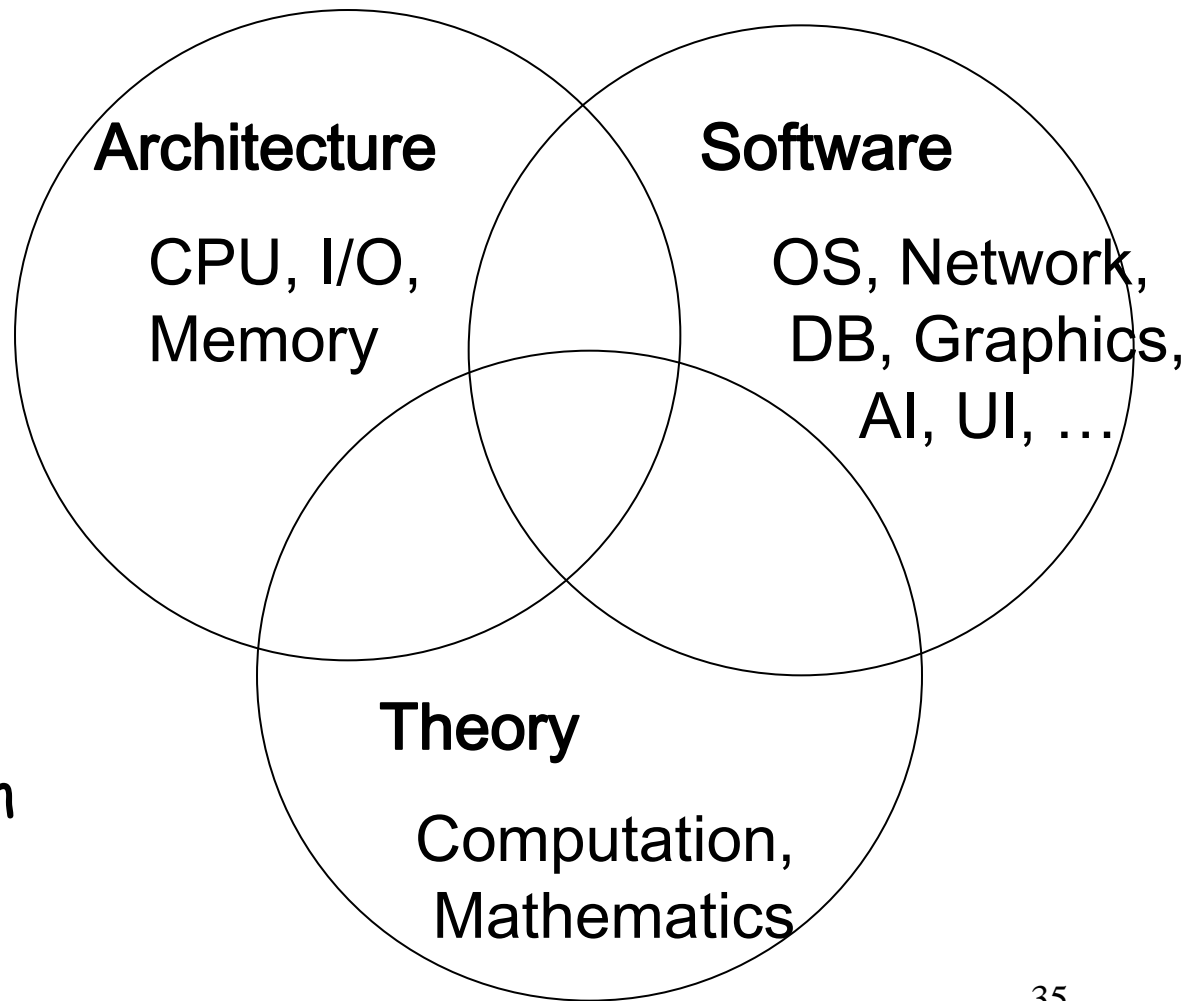 Architecture
CPU, I/O,
Memory
Software
OS, Network,
DB, Graphics,
AI, UI, …
Theory
Computation,
Mathematics
35